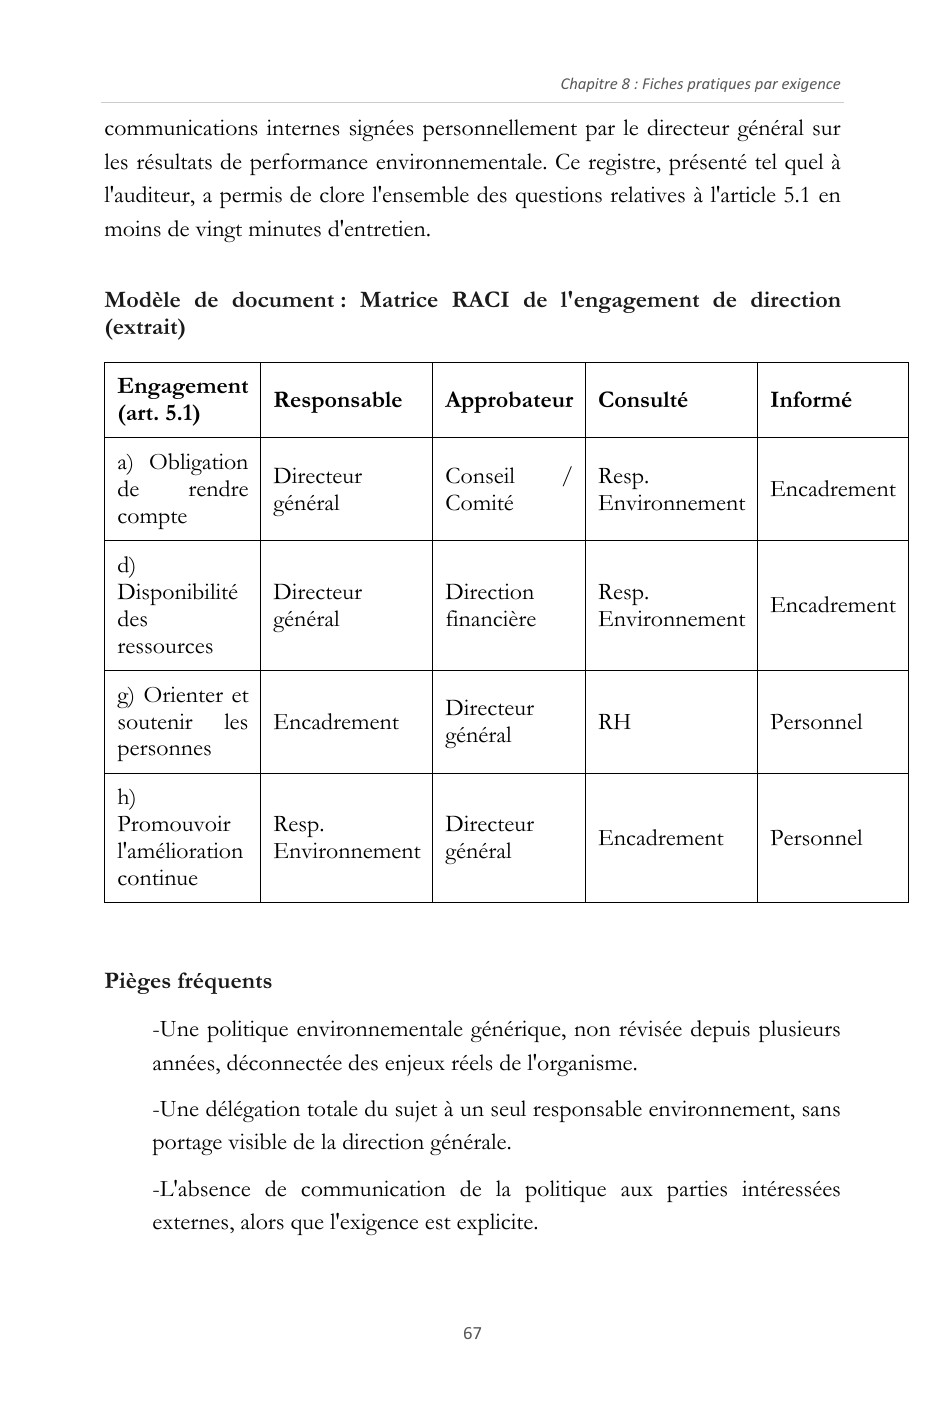 Chapitre 8 : Fiches pratiques par exigence
communications internes signées personnellement par le directeur général sur
les résultats de performance environnementale. Ce registre, présenté tel quel à
l'auditeur, a permis de clore l'ensemble des questions relatives à l'article 5.1 en
moins de vingt minutes d'entretien.
Modèle de document : Matrice RACI de l'engagement de direction
(extrait)
Engagement
(art. 5.1)
Responsable
Approbateur
Consulté
Informé
a) Obligation
de rendre
compte
Directeur
général
Conseil /
Comité
Resp.
Environnement
Encadrement
d)
Disponibilité
des
ressources
Directeur
général
Direction
financière
Resp.
Environnement
Encadrement
g) Orienter et
soutenir les
personnes
Encadrement
Directeur
général
RH
Personnel
h)
Promouvoir
l'amélioration
continue
Resp.
Environnement
Directeur
général
Encadrement
Personnel
Pièges fréquents
-Une politique environnementale générique, non révisée depuis plusieurs
années, déconnectée des enjeux réels de l'organisme.
-Une délégation totale du sujet à un seul responsable environnement, sans
portage visible de la direction générale.
-L'absence de communication de la politique aux parties intéressées
externes, alors que l'exigence est explicite.
67